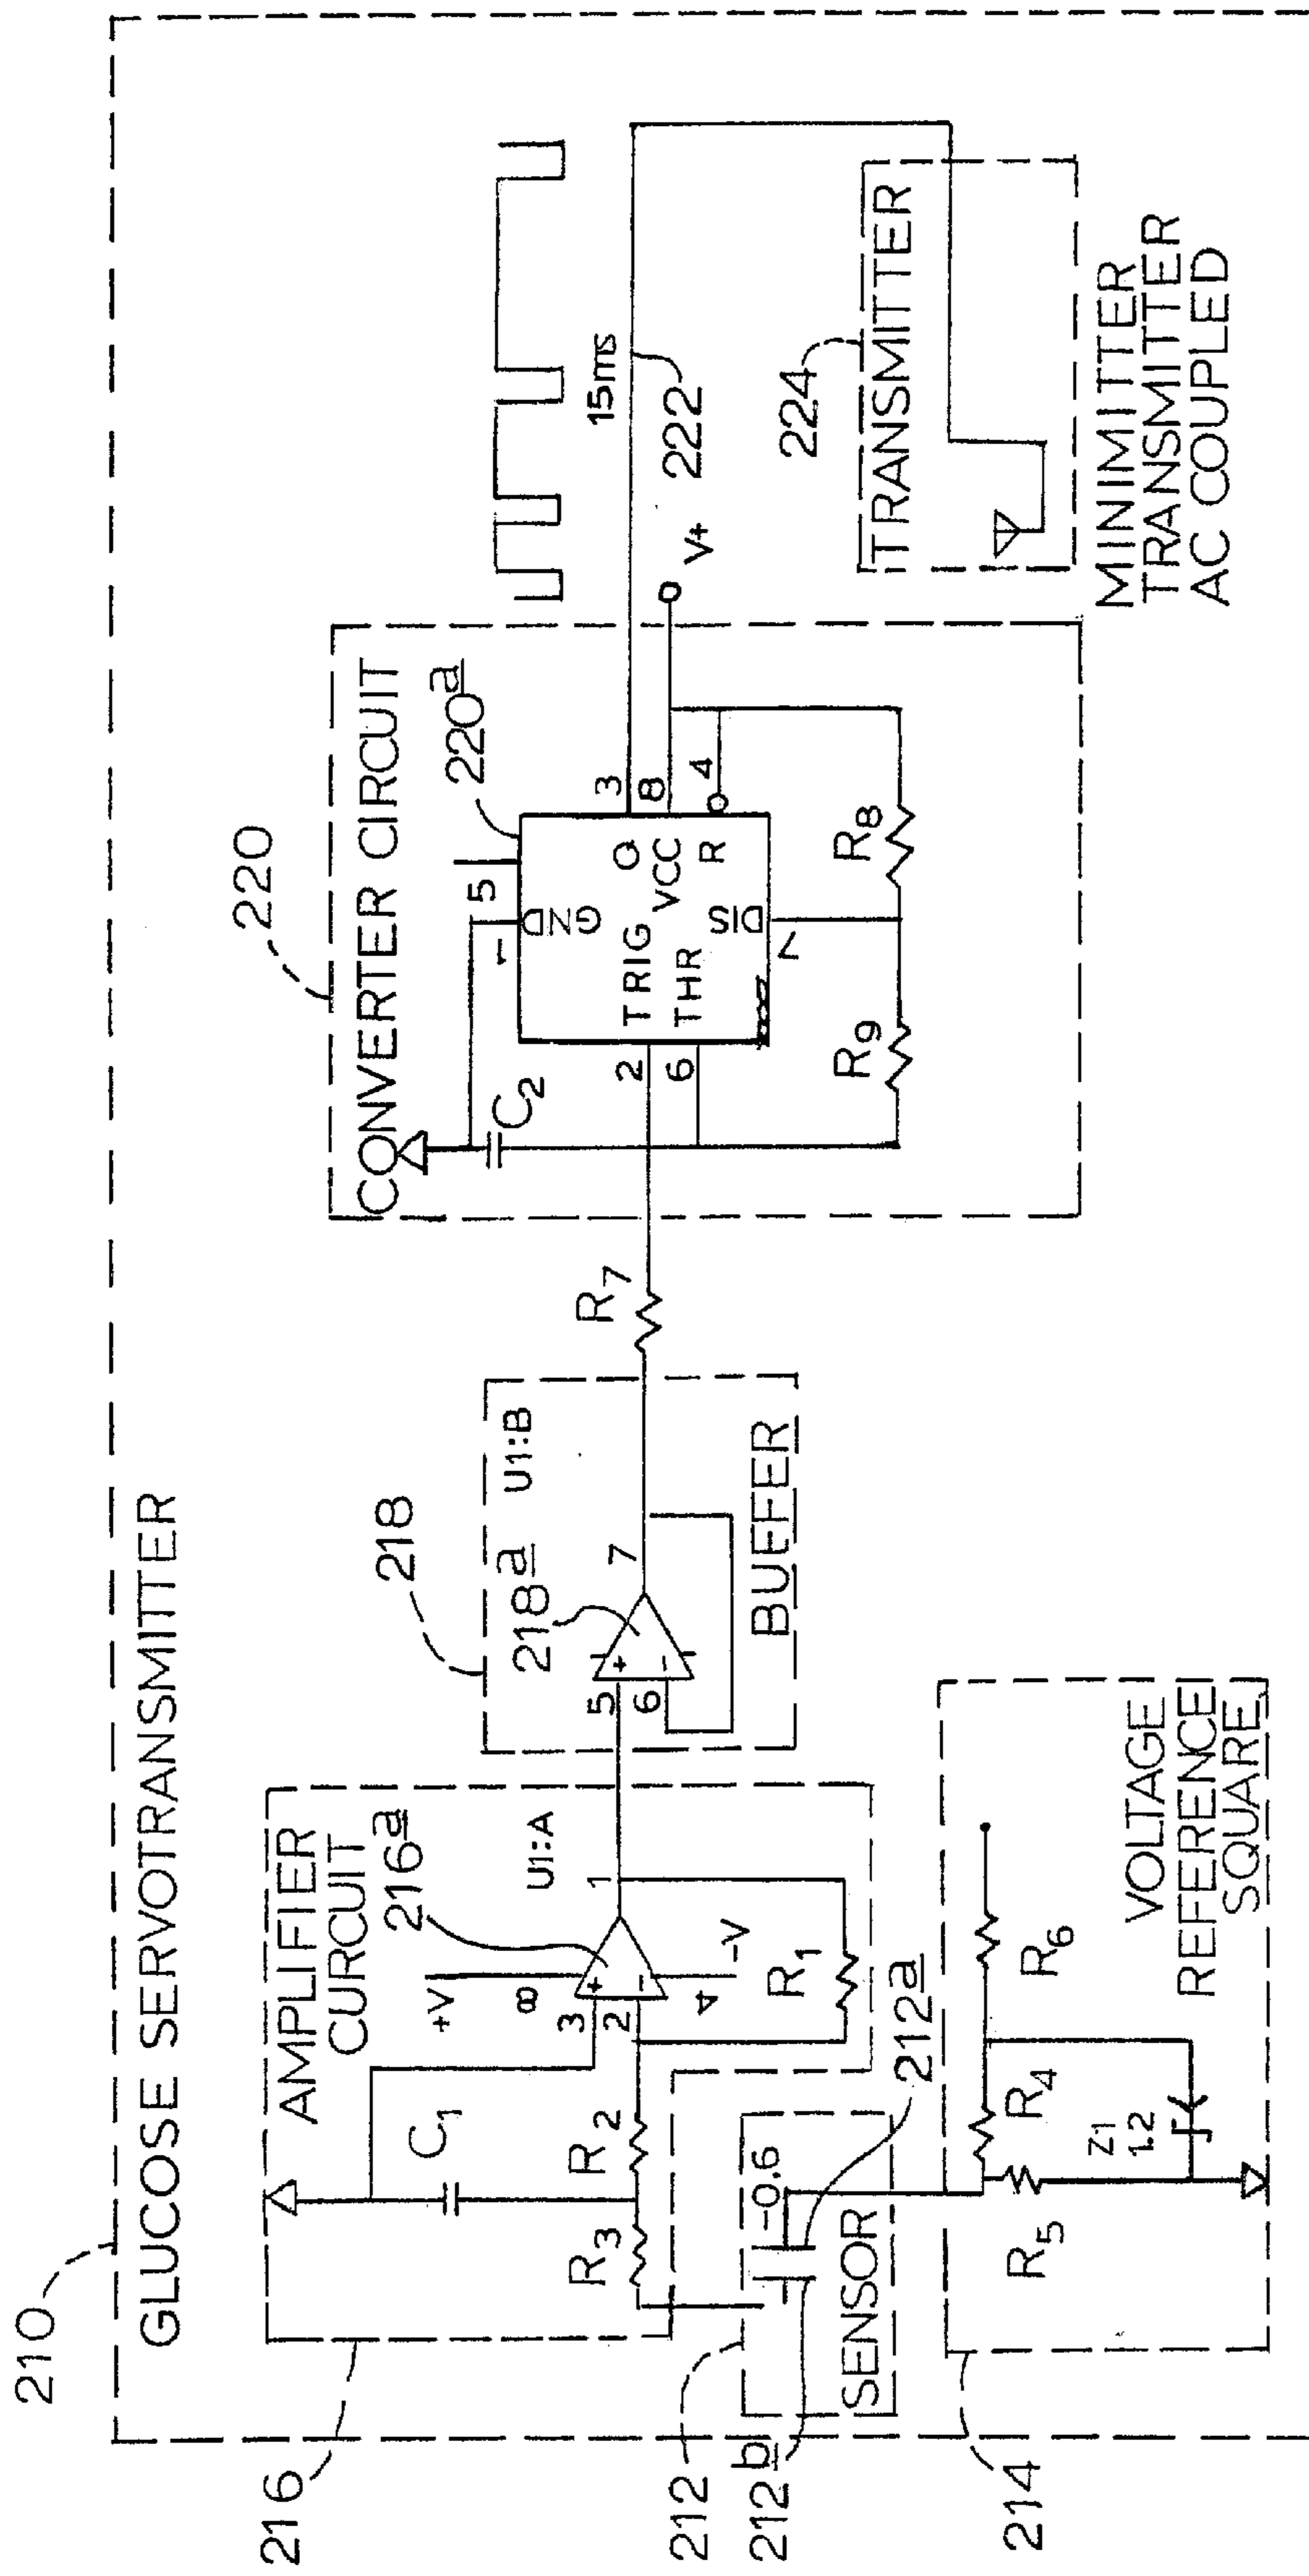 210
GLUCOSE SERVOTRANSMITTER
216
AMPLIFIER
CURCUIT
216a
U1:A
+V
8
3
2
+
-
1
4
-V
C1
R3
R2
R1
212
212b
212a
-0.6
SENSOR
214
R5
R4
R6
Z1
1.2
VOLTAGE
REFERENCE
SQUARE
218
218a
U1:B
5
6
+
-
7
BUFFER
R7
220
CONVERTER CIRCUIT
220a
C2
1
5
GND
2
TRIG
6
THR
Q
VCC
R
DIS
3
8
4
7
R9
R8
V+
15ms
222
224
TRANSMITTER
MINIMITTER
TRANSMITTER
AC COUPLED